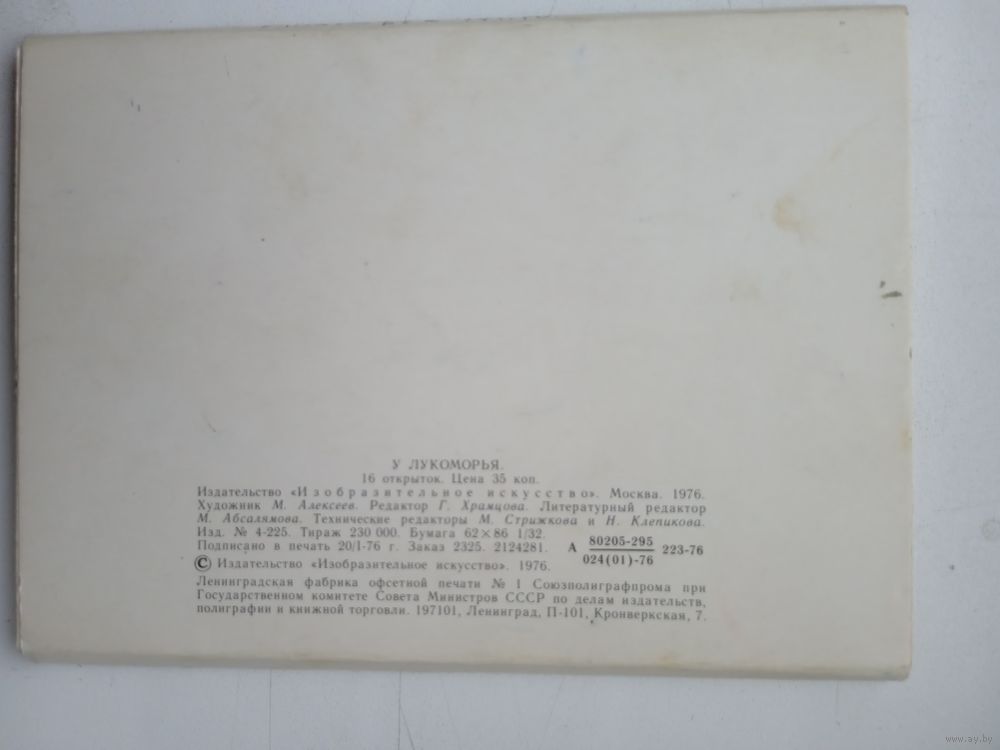 У ЛУКОМОРЬЯ.
16 открыток. Цена 35 коп.
Издательство «Изобразительное искусство». Москва. 1976.
Художник М. Алексеев. Редактор Г. Храмцова. Литературный редактор
М. Абсалямова. Технические редакторы М. Стрижкова и Н. Клепикова.
Изд. № 4-225. Тираж 230 000. Бумага 62×86 1/32.
Подписано в печать 20/I-76 г. Заказ 2325. 2124281.
А 80205-295 223-76
024(01)-76
© Издательство «Изобразительное искусство». 1976.
Ленинградская фабрика офсетной печати № 1 Союзполиграфпрома при
Государственном комитете Совета Министров СССР по делам издательств,
полиграфии и книжной торговли. 197101, Ленинград, П-101, Кронверкская, 7.
www.ay.by